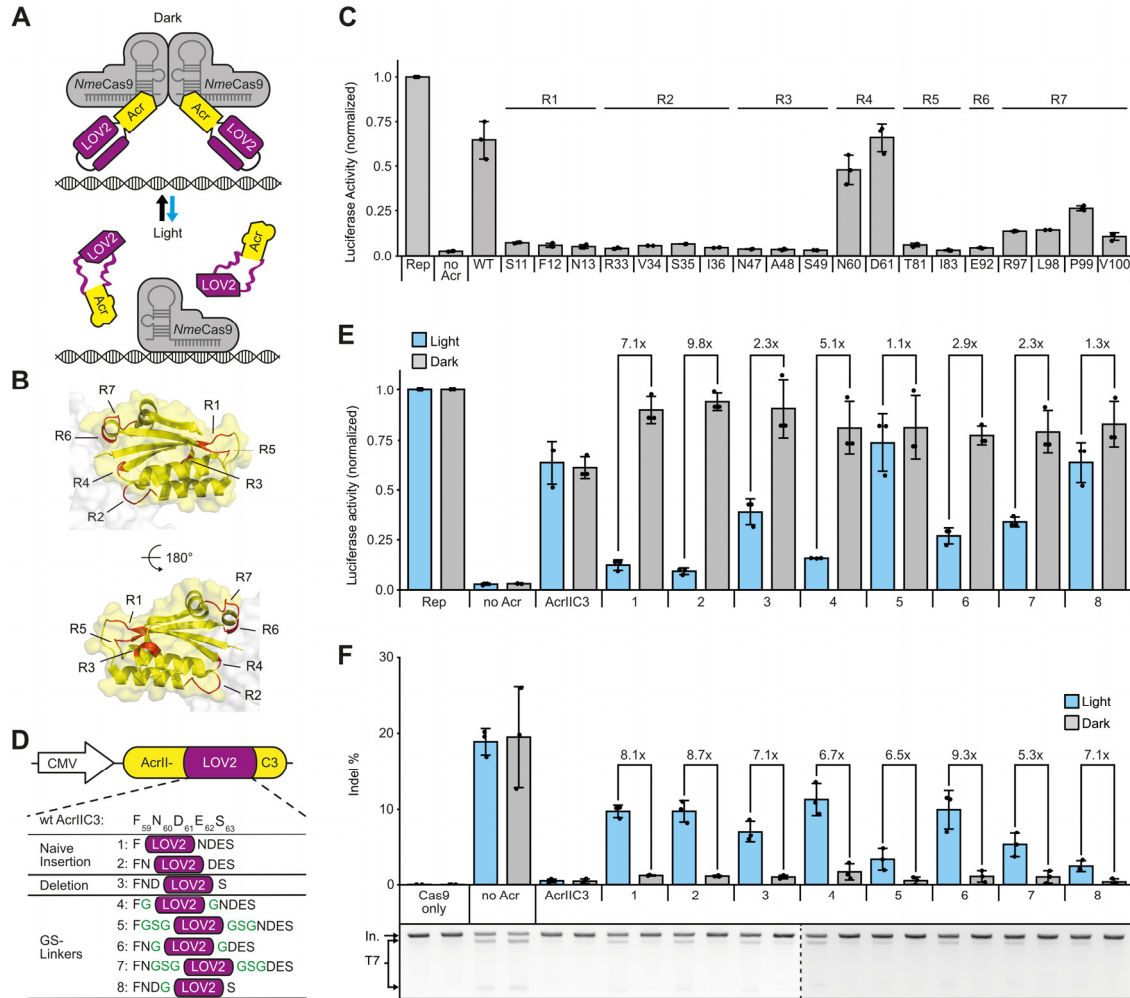 A
Dark
NmeCas9
NmeCas9
Acr
Acr
LOV2
LOV2
Light
LOV2
Acr
Acr
LOV2
NmeCas9
B
R7
R1
R6
R5
R4
R3
R2
180°
R7
R1
R5
R6
R3
R4
R2
C
Luciferase Activity (normalized)
1.0
0.75
0.50
0.25
0.0
R1
R2
R3
R4
R5
R6
R7
Rep
no Acr
WT
S11
F12
N13
R33
V34
S35
I36
N47
A48
S49
N60
D61
T81
I83
E92
R97
L98
P99
V100
D
CMV
AcrII-
LOV2
C3
wt AcrIIC3:
F N D E S
59 60 61 62 63
Naive Insertion
1: F LOV2 NDES
2: FN LOV2 DES
Deletion
3: FND LOV2 S
GS-Linkers
4: FG LOV2 GNDES
5: FGSG LOV2 GSGNDES
6: FNG LOV2 GDES
7: FNGSG LOV2 GSGDES
8: FNDG LOV2 S
E
Light
Dark
Luciferase activity (normalized)
1.0
0.75
0.50
0.25
0.0
7.1x
9.8x
2.3x
5.1x
1.1x
2.9x
2.3x
1.3x
Rep
no Acr
AcrIIC3
1
2
3
4
5
6
7
8
F
Light
Dark
Indel %
30
20
10
0
8.1x
8.7x
7.1x
6.7x
6.5x
9.3x
5.3x
7.1x
Cas9 only
no Acr
AcrIIC3
1
2
3
4
5
6
7
8
In.
T7